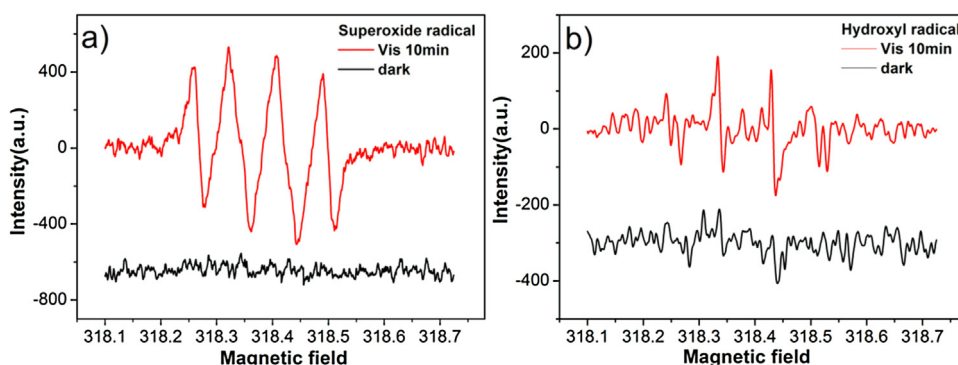 a)
Superoxide radical
Vis 10min
dark
400
0
-400
-800
Intensity(a.u.)
318.1 318.2 318.3 318.4 318.5 318.6 318.7
Magnetic field
b)
Hydroxyl radical
Vis 10min
dark
200
0
-200
-400
Intensity(a.u.)
318.1 318.2 318.3 318.4 318.5 318.6 318.7
Magnetic field